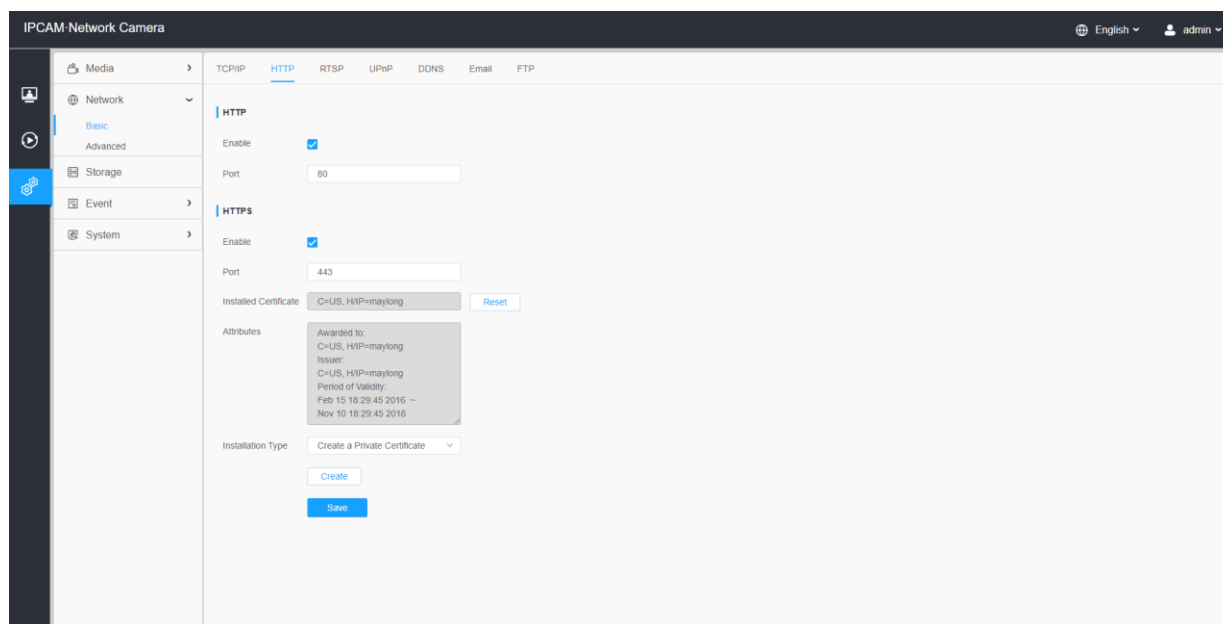 IPCAM-Network Camera
English
admin
Media
Network
Basic
Advanced
Storage
Event
System
TCP/IP HTTP RTSP UPnP DDNS Email FTP
HTTP
Enable
Port 80
HTTPS
Enable
Port 443
Installed Certificate C=US, H/IP=maylong Reset
Attributes
Awarded to:
C=US, H/IP=maylong
Issuer:
C=US, H/IP=maylong
Period of Validity:
Feb 15 18:29:45 2016 ~
Nov 10 18:29:45 2018
Installation Type Create a Private Certificate
Create
Save